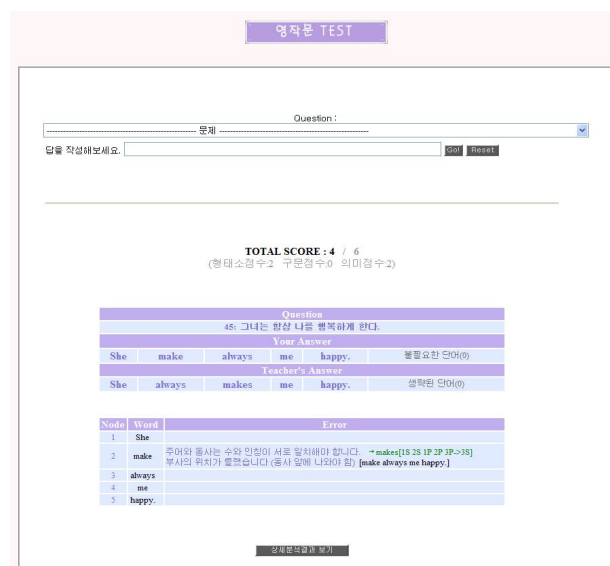 영작문 TEST
Question :
---------------------------------------------------- 문제 ----------------------------------------------------
답을 작성해보세요. Go! Reset
TOTAL SCORE : 4 / 6
(형태소점수:2 구문점수:0 의미점수:2)
Question
45: 그녀는 항상 나를 행복하게 한다.
Your Answer
She make always me happy. 불필요한 단어(0)
Teacher's Answer
She always makes me happy. 생략된 단어(0)
Node Word Error
1 She
2 make 주어와 동사는 수와 인칭이 서로 일치해야 합니다. →makes[1S 2S 1P 2P 3P->3S]
부사의 위치가 틀렸습니다 (동사 앞에 나와야 함) [make always me happy.]
3 always
4 me
5 happy.
상세분석결과 보기